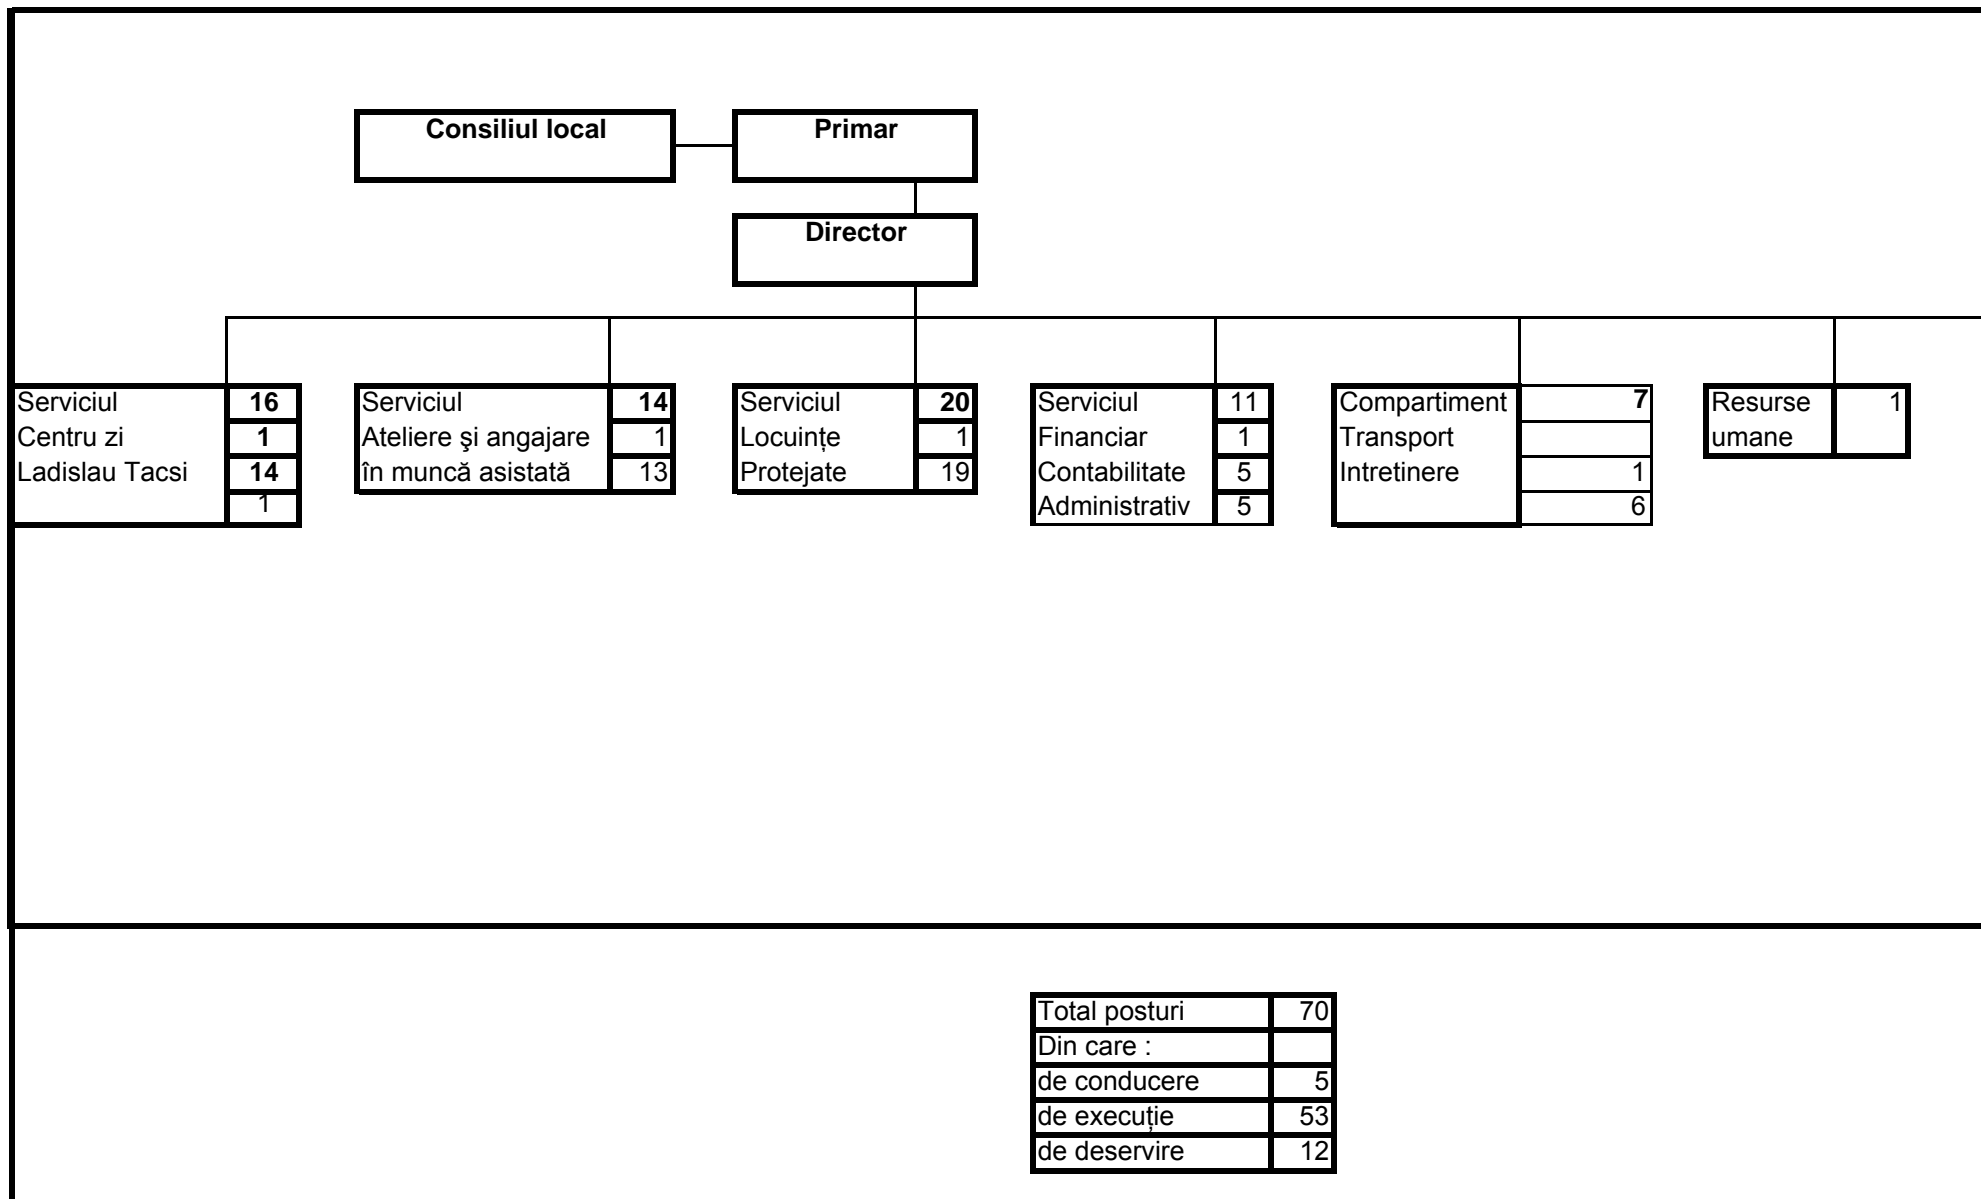 Consiliul local
Primar
Director
Serviciul 16
Centru zi 1
Ladislau Tacsi 14
1
Serviciul 14
Ateliere şi angajare 1
în muncă asistată 13
Serviciul 20
Locuințe 1
Protejate 19
Serviciul 11
Financiar 1
Contabilitate 5
Administrativ 5
Compartiment 7
Transport
Intretinere 1
6
Resurse 1
umane
Total posturi 70
Din care :
de conducere 5
de execuție 53
de deservire 12